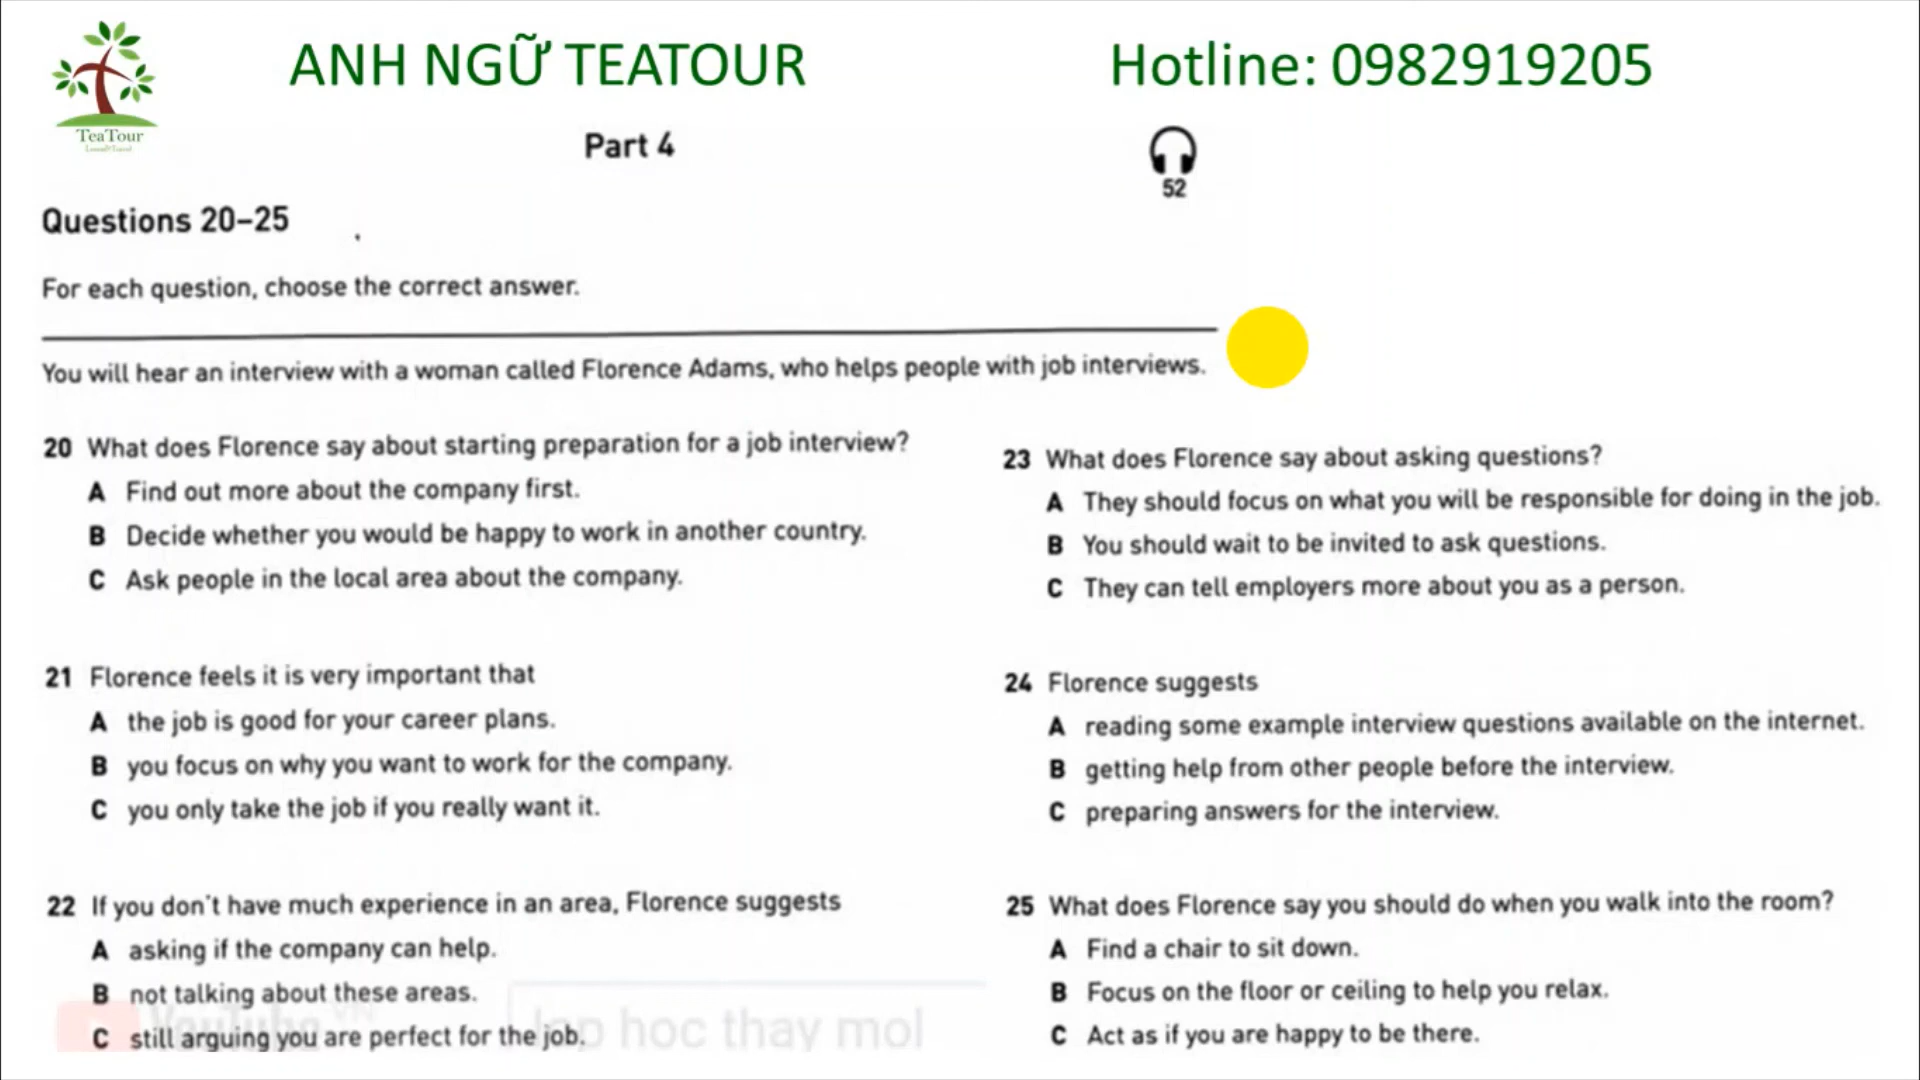 ANH NGỮ TEATOUR
Hotline: 0982919205
TeaTour
Part 4
52
Questions 20–25
For each question, choose the correct answer.
You will hear an interview with a woman called Florence Adams, who helps people with job interviews.
20 What does Florence say about starting preparation for a job interview?
A Find out more about the company first.
B Decide whether you would be happy to work in another country.
C Ask people in the local area about the company.
21 Florence feels it is very important that
A the job is good for your career plans.
B you focus on why you want to work for the company.
C you only take the job if you really want it.
22 If you don't have much experience in an area, Florence suggests
A asking if the company can help.
B not talking about these areas.
C still arguing you are perfect for the job.
23 What does Florence say about asking questions?
A They should focus on what you will be responsible for doing in the job.
B You should wait to be invited to ask questions.
C They can tell employers more about you as a person.
24 Florence suggests
A reading some example interview questions available on the internet.
B getting help from other people before the interview.
C preparing answers for the interview.
25 What does Florence say you should do when you walk into the room?
A Find a chair to sit down.
B Focus on the floor or ceiling to help you relax.
C Act as if you are happy to be there.
YouTube VN
lop hoc thay mol